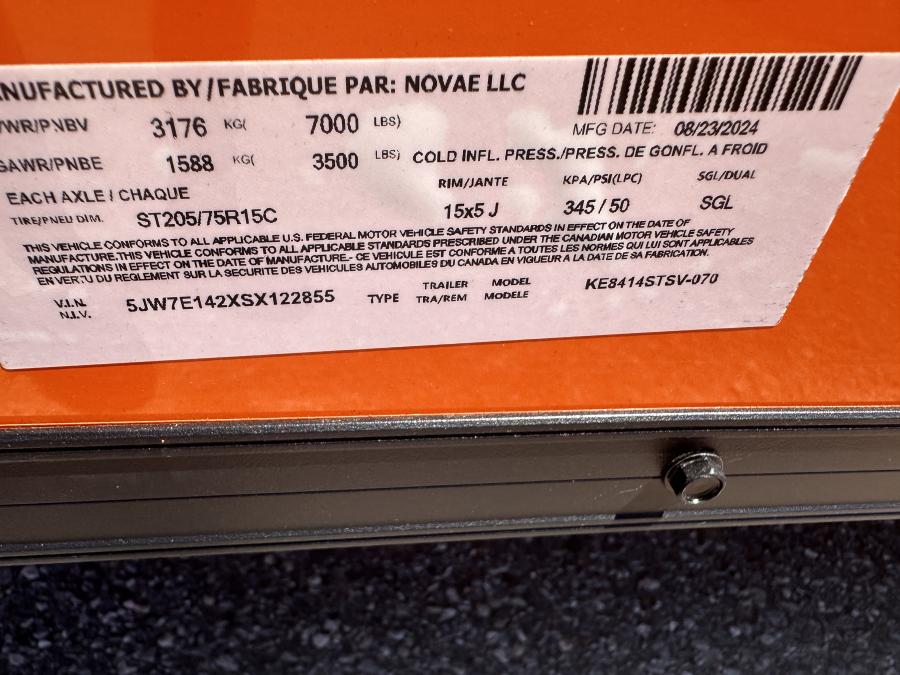 ANUFACTURED BY/FABRIQUE PAR: NOVAE LLC
VWR/PNBV 3176 KG( 7000 LBS) MFG DATE: 08/23/2024
GAWR/PNBE 1588 KG( 3500 LBS) COLD INFL. PRESS./PRESS. DE GONFL. A FROID
EACH AXLE / CHAQUE RIM/JANTE KPA/PSI(LPC) SGL/DUAL
TIRE/PNEU DIM. ST205/75R15C 15x5 J 345 / 50 SGL
THIS VEHICLE CONFORMS TO ALL APPLICABLE U.S. FEDERAL MOTOR VEHICLE SAFETY STANDARDS IN EFFECT ON THE DATE OF
MANUFACTURE.THIS VEHICLE CONFORMS TO ALL APPLICABLE STANDARDS PRESCRIBED UNDER THE CANADIAN MOTOR VEHICLE SAFETY
REGULATIONS IN EFFECT ON THE DATE OF MANUFACTURE.- CE VEHICULE EST CONFORME A TOUTES LES NORMES QUI LUI SONT APPLICABLES
EN VERTU DU REGLEMENT SUR LA SECURITE DES VEHICULES AUTOMOBILES DU CANADA EN VIGUEUR A LA DATE DE SA FABRICATION.
V.I.N. 5JW7E142XSX122855 TYPE TRAILER MODEL KE8414STSV-070
N.I.V. TRA/REM MODELE